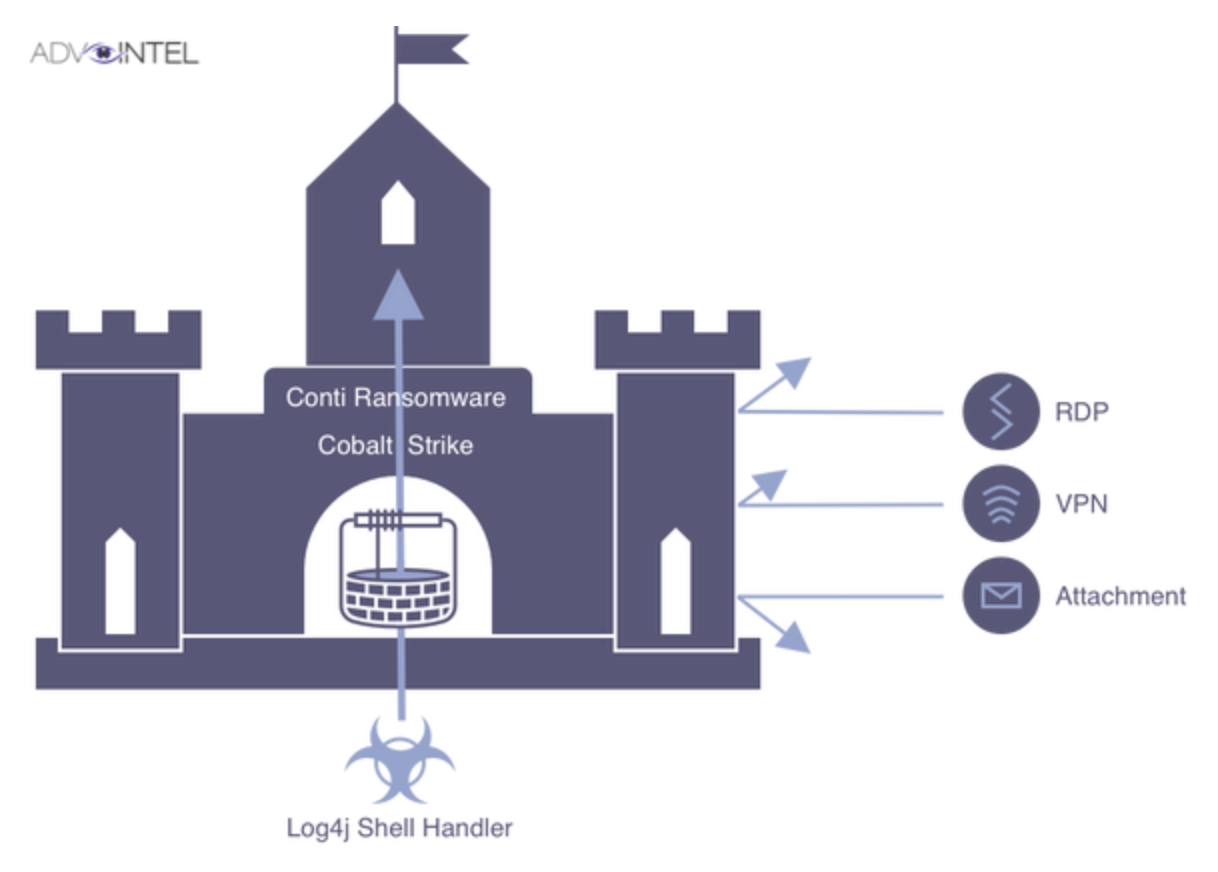 ADVINTEL
Conti Ransomware
Cobalt Strike
RDP
VPN
Attachment
Log4j Shell Handler